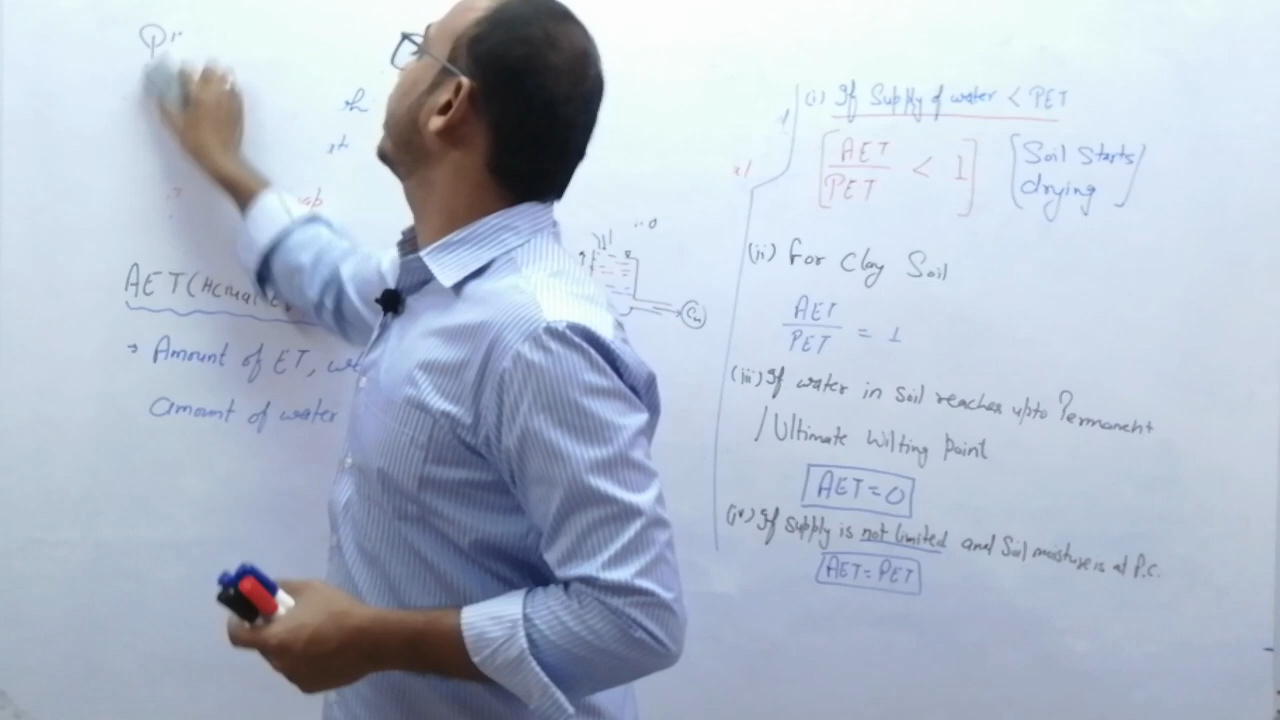 Pr
AET (Actual
→ Amount of ET, 
amount of water
(i) If Supply of water < PET
[AET/PET < 1] [Soil Starts
drying]
(ii) For Clay Soil
AET/PET = 1
(iii) If water in soil reaches upto Permanent
/ Ultimate Wilting point
AET = 0
(iv) If supply is not limited and Soil moisture is at F.C.
AET = PET